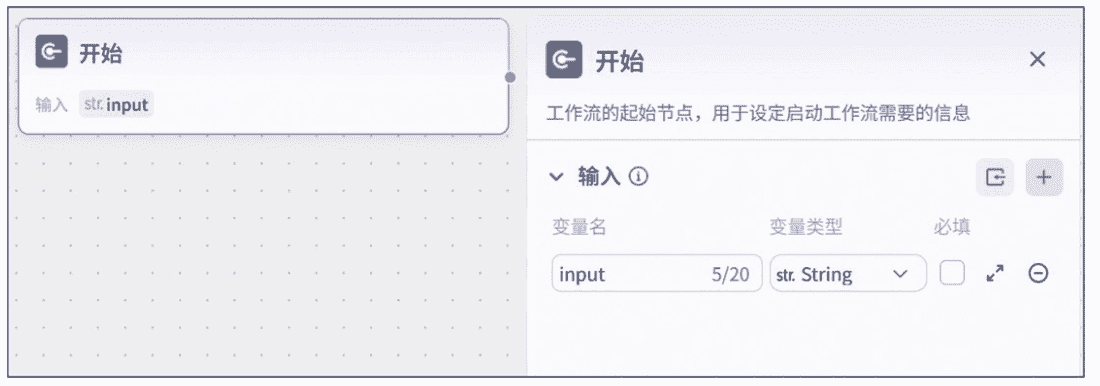 开始
输入 str. input
开始
工作流的起始节点，用于设定启动工作流需要的信息
输入
变量名 变量类型 必填
input 5/20 str. String